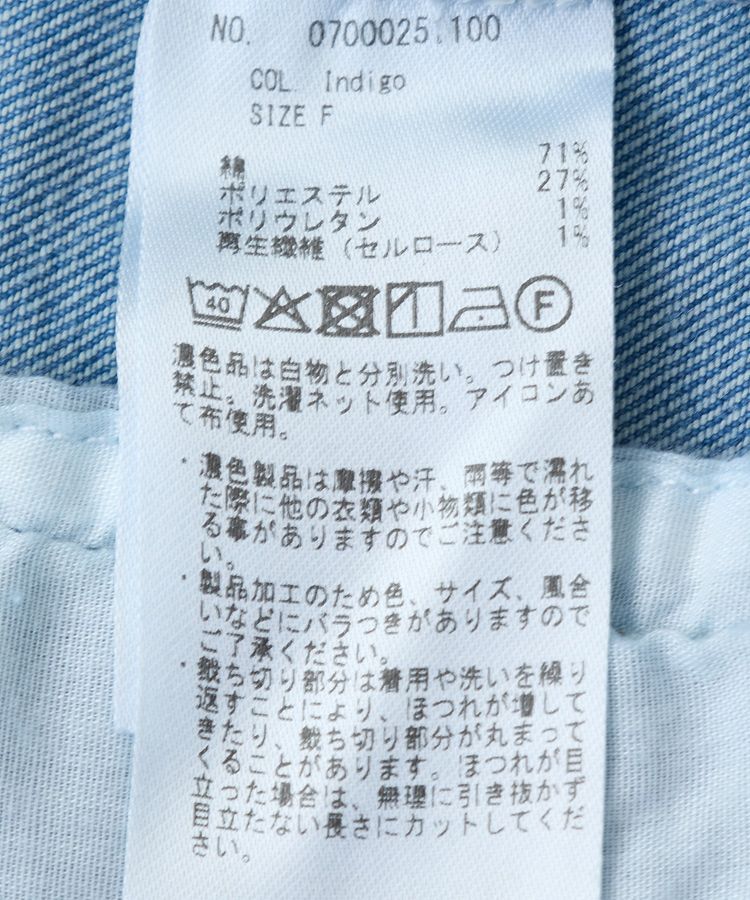 NO. 0700025.100
COL. Indigo
SIZE F
綿 71%
ポリエステル 27%
ポリウレタン 1%
再生繊維(セルロース) 1%
40 F
濃色品は白物と分別洗い。つけ置き
禁止。洗濯ネット使用。アイロンあ
て布使用。
・濃色製品は摩擦や汗、雨等で濡れ
た際に他の衣類や小物類に色が移
る事がありますのでご注意くださ
い。
・製品加工のため色、サイズ、風合
いなどにバラつきがありますので
ご了承ください。
・裁ち切り部分は着用や洗いを繰り
返すことにより、ほつれが増して
きたり、裁ち切り部分が丸まって
くることがあります。ほつれが目
立った場合は、無理に引き抜かず
目立たない長さにカットしてくだ
さい。